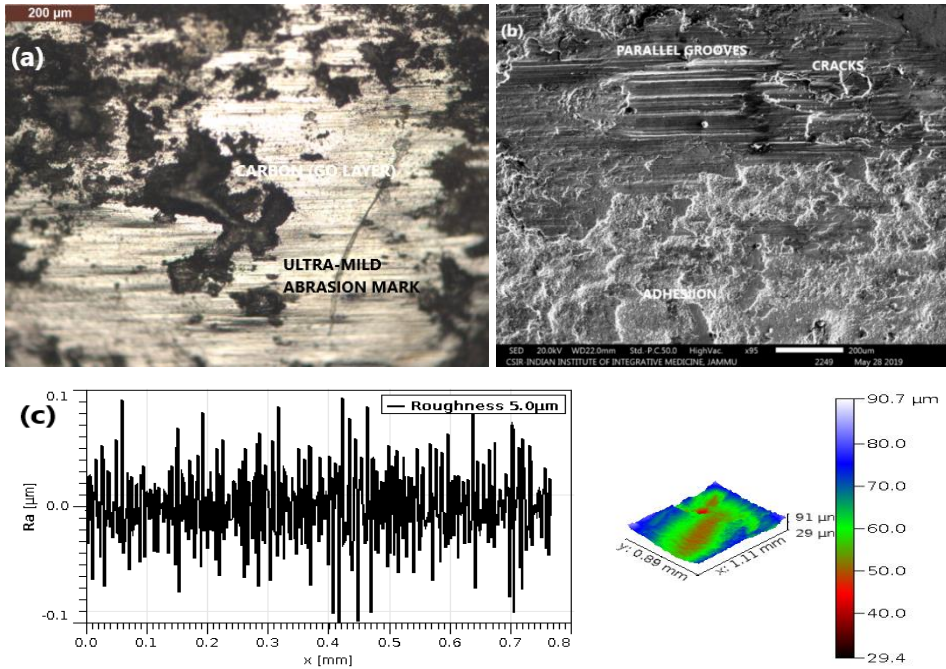 200 µm
(a)
CARBON (GO LAYER)
ULTRA-MILD
ABRASION MARK
(b)
PARALLEL GROOVES
CRACKS
ADHESIION
SED 20.0kV WD22.0mm Std.-P.C.50.0 HighVac. x95 200µm
CSIR-INDIAN INSTITUTE OF INTEGRATIVE MEDICINE, JAMMU 2249 May 28 2019
(c)
Roughness 5.0µm
0.1
0.0
-0.1
Ra [µm]
0.0 0.1 0.2 0.3 0.4 0.5 0.6 0.7 0.8
x [mm]
91 µm
29 µm
y: 0.89 mm
x: 1.11 mm
90.7 µm
80.0
70.0
60.0
50.0
40.0
29.4